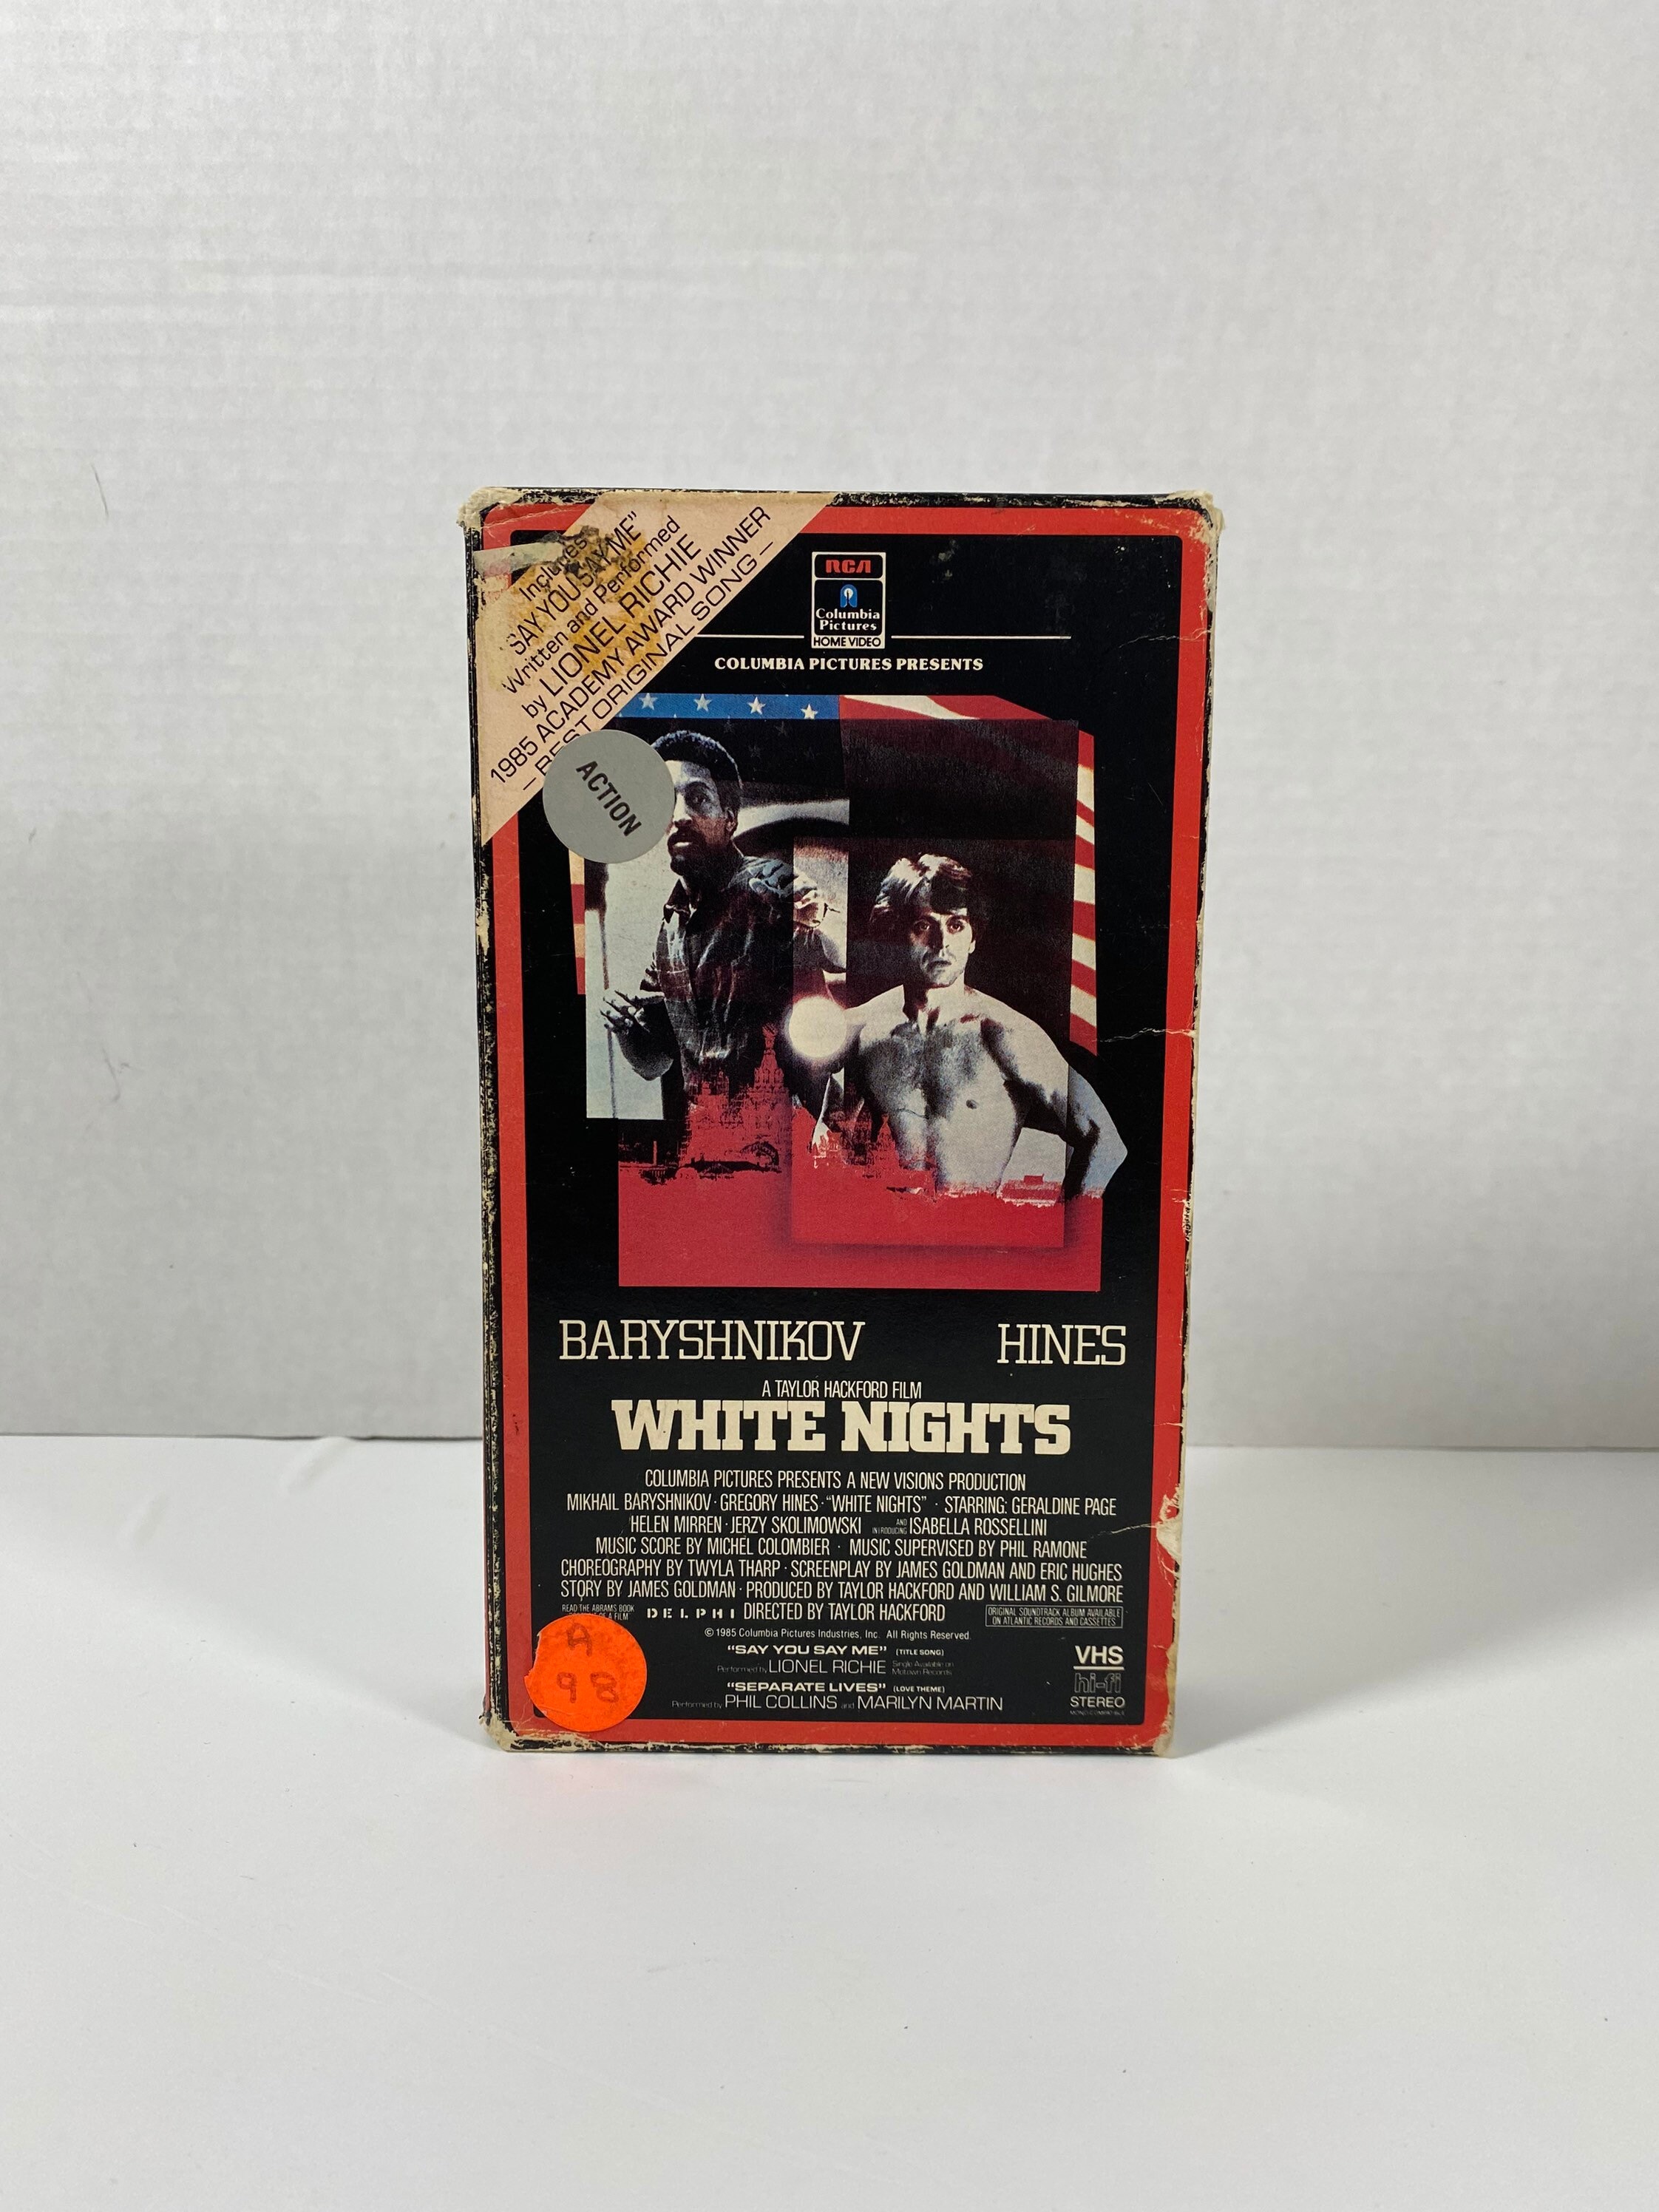 Includes
"SAY YOU SAY ME"
Written and Performed
by LIONEL RICHIE
1985 ACADEMY AWARD WINNER
— BEST ORIGINAL SONG —
RCA
Columbia
Pictures
HOME VIDEO
COLUMBIA PICTURES PRESENTS
ACTION
BARYSHNIKOV HINES
A TAYLOR HACKFORD FILM
WHITE NIGHTS
COLUMBIA PICTURES PRESENTS A NEW VISIONS PRODUCTION
MIKHAIL BARYSHNIKOV · GREGORY HINES · "WHITE NIGHTS" · STARRING: GERALDINE PAGE
HELEN MIRREN · JERZY SKOLIMOWSKI AND INTRODUCING ISABELLA ROSSELLINI
MUSIC SCORE BY MICHEL COLOMBIER · MUSIC SUPERVISED BY PHIL RAMONE
CHOREOGRAPHY BY TWYLA THARP · SCREENPLAY BY JAMES GOLDMAN AND ERIC HUGHES
STORY BY JAMES GOLDMAN · PRODUCED BY TAYLOR HACKFORD AND WILLIAM S. GILMORE
READ THE ABRAMS BOOK
OF A FILM
DELPHI DIRECTED BY TAYLOR HACKFORD
ORIGINAL SOUNDTRACK ALBUM AVAILABLE
ON ATLANTIC RECORDS AND CASSETTES
© 1985 Columbia Pictures Industries, Inc. All Rights Reserved.
"SAY YOU SAY ME" (TITLE SONG)
Performed by LIONEL RICHIE Single Available on
Motown Records
"SEPARATE LIVES" (LOVE THEME)
Performed by PHIL COLLINS and MARILYN MARTIN
VHS
hi-fi
STEREO
A
98